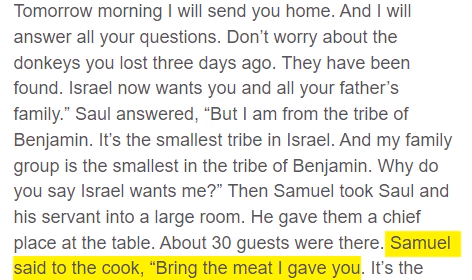 Tomorrow morning I will send you home. And I will
answer all your questions. Don’t worry about the
donkeys you lost three days ago. They have been
found. Israel now wants you and all your father’s
family.” Saul answered, “But I am from the tribe of
Benjamin. It’s the smallest tribe in Israel. And my family
group is the smallest in the tribe of Benjamin. Why do
you say Israel wants me?” Then Samuel took Saul and
his servant into a large room. He gave them a chief
place at the table. About 30 guests were there. Samuel
said to the cook, “Bring the meat I gave you. It’s the